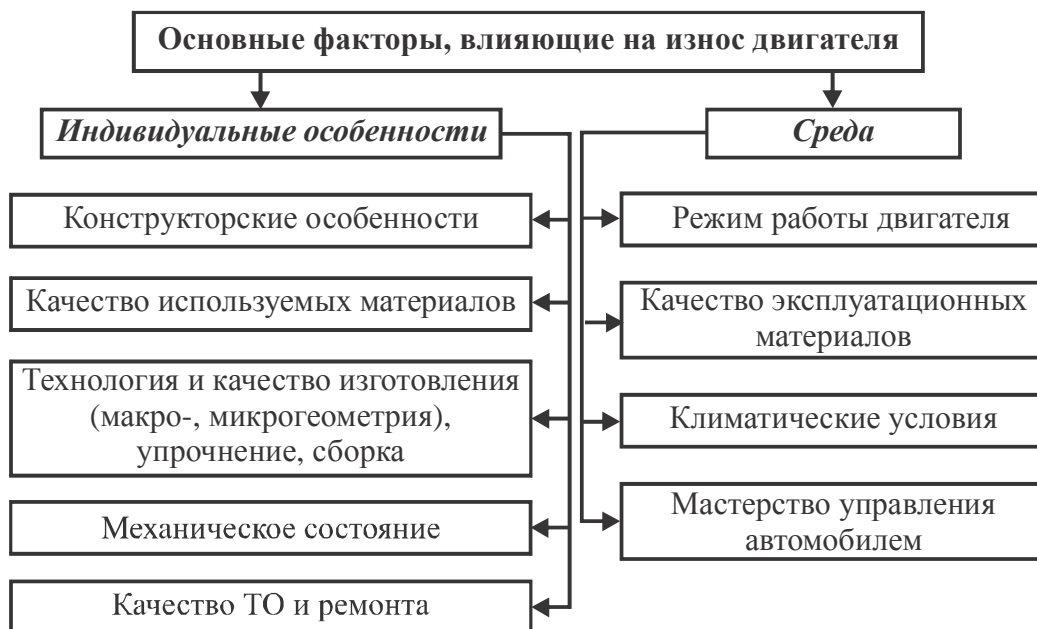 Основные факторы, влияющие на износ двигателя
Индивидуальные особенности
Конструкторские особенности
Качество используемых материалов
Технология и качество изготовления
(макро-, микрогеометрия),
упрочнение, сборка
Механическое состояние
Качество ТО и ремонта
Среда
Режим работы двигателя
Качество эксплуатационных
материалов
Климатические условия
Мастерство управления
автомобилем